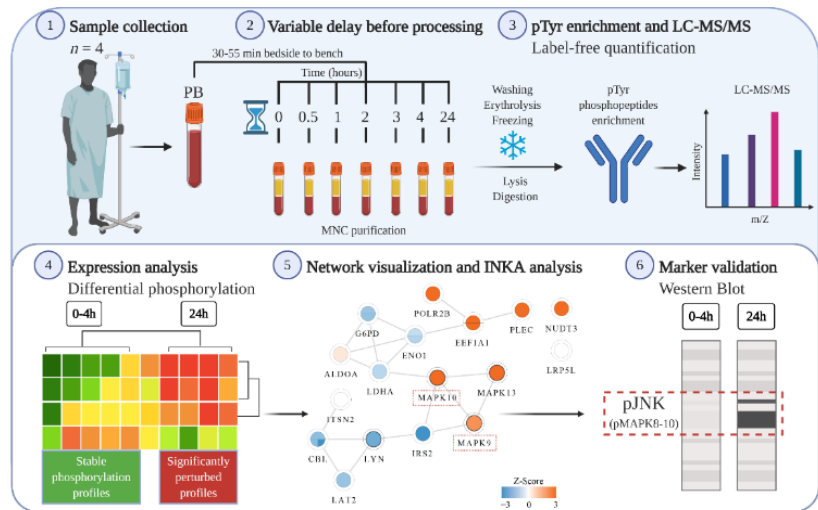 1 Sample collection
n = 4
PB
2 Variable delay before processing
30-55 min bedside to bench
Time (hours)
0 0.5 1 2 3 4 24
MNC purification
3 pTyr enrichment and LC-MS/MS
Label-free quantification
Washing
Erythrolysis
Freezing
Lysis
Digestion
pTyr
phosphopeptides
enrichment
LC-MS/MS
Intensity
m/Z
4 Expression analysis
Differential phosphorylation
0-4h
24h
Stable
phosphorylation
profiles
Significantly
perturbed
profiles
5 Network visualization and INKA analysis
POLR2B
G6PD
PLEC
NUDT3
EEF1A1
ENO1
ALDOA
LRP5L
LDHA
MAPK13
MAPK10
ITSN2
CBL
LYN
IRS2
MAPK9
LAT2
Z-Score
−3 0 3
6 Marker validation
Western Blot
0-4h
24h
pJNK
(pMAPK8-10)